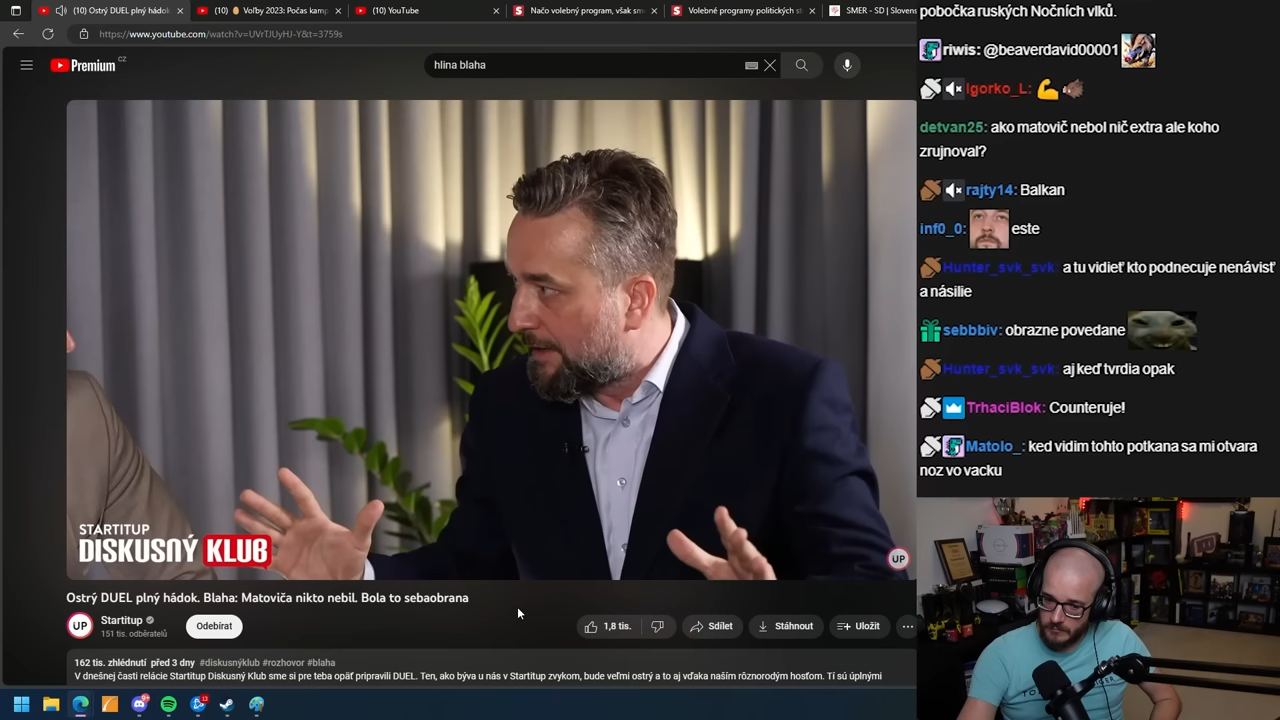 (10) Ostrý DUEL plný hádok
(10) 🥚 Voľby 2023: Počas kamp
(10) YouTube
Načo volebný program, však sm
Volebné programy politických st
SMER - SD | Slovens
https://www.youtube.com/watch?v=UVrTJUyHJ-Y&t=3759s
Premium CZ
hlina blaha
STARTITUP
DISKUSNÝ KLUB
UP
Ostrý DUEL plný hádok. Blaha: Matoviča nikto nebil. Bola to sebaobrana
UP
Startitup
151 tis. odběratelů
Odebírat
1,8 tis.
Sdílet
Stáhnout
Uložit
162 tis. zhlédnutí před 3 dny #diskusnýklub #rozhovor #blaha
V dnešnej časti relácie Startitup Diskusný Klub sme si pre teba opäť pripravili DUEL. Ten, ako býva u nás v Startitup zvykom, bude veľmi ostrý a to aj vďaka naším rôznorodým hosťom. Tí sú úplnými
pobočka ruských Nočních vlků.
riwis: @beaverdavid00001
Igorko_L: 💪
detvan25: ako matovič nebol nič extra ale koho
zrujnoval?
rajty14: Balkan
inf0_0: este
Hunter_svk_svk: a tu vidieť kto podnecuje nenávisť
a násilie
sebbbiv: obrazne povedane
Hunter_svk_svk: aj keď tvrdia opak
TrhaciBlok: Counteruje!
Matolo_: ked vidim tohto potkana sa mi otvara
noz vo vacku